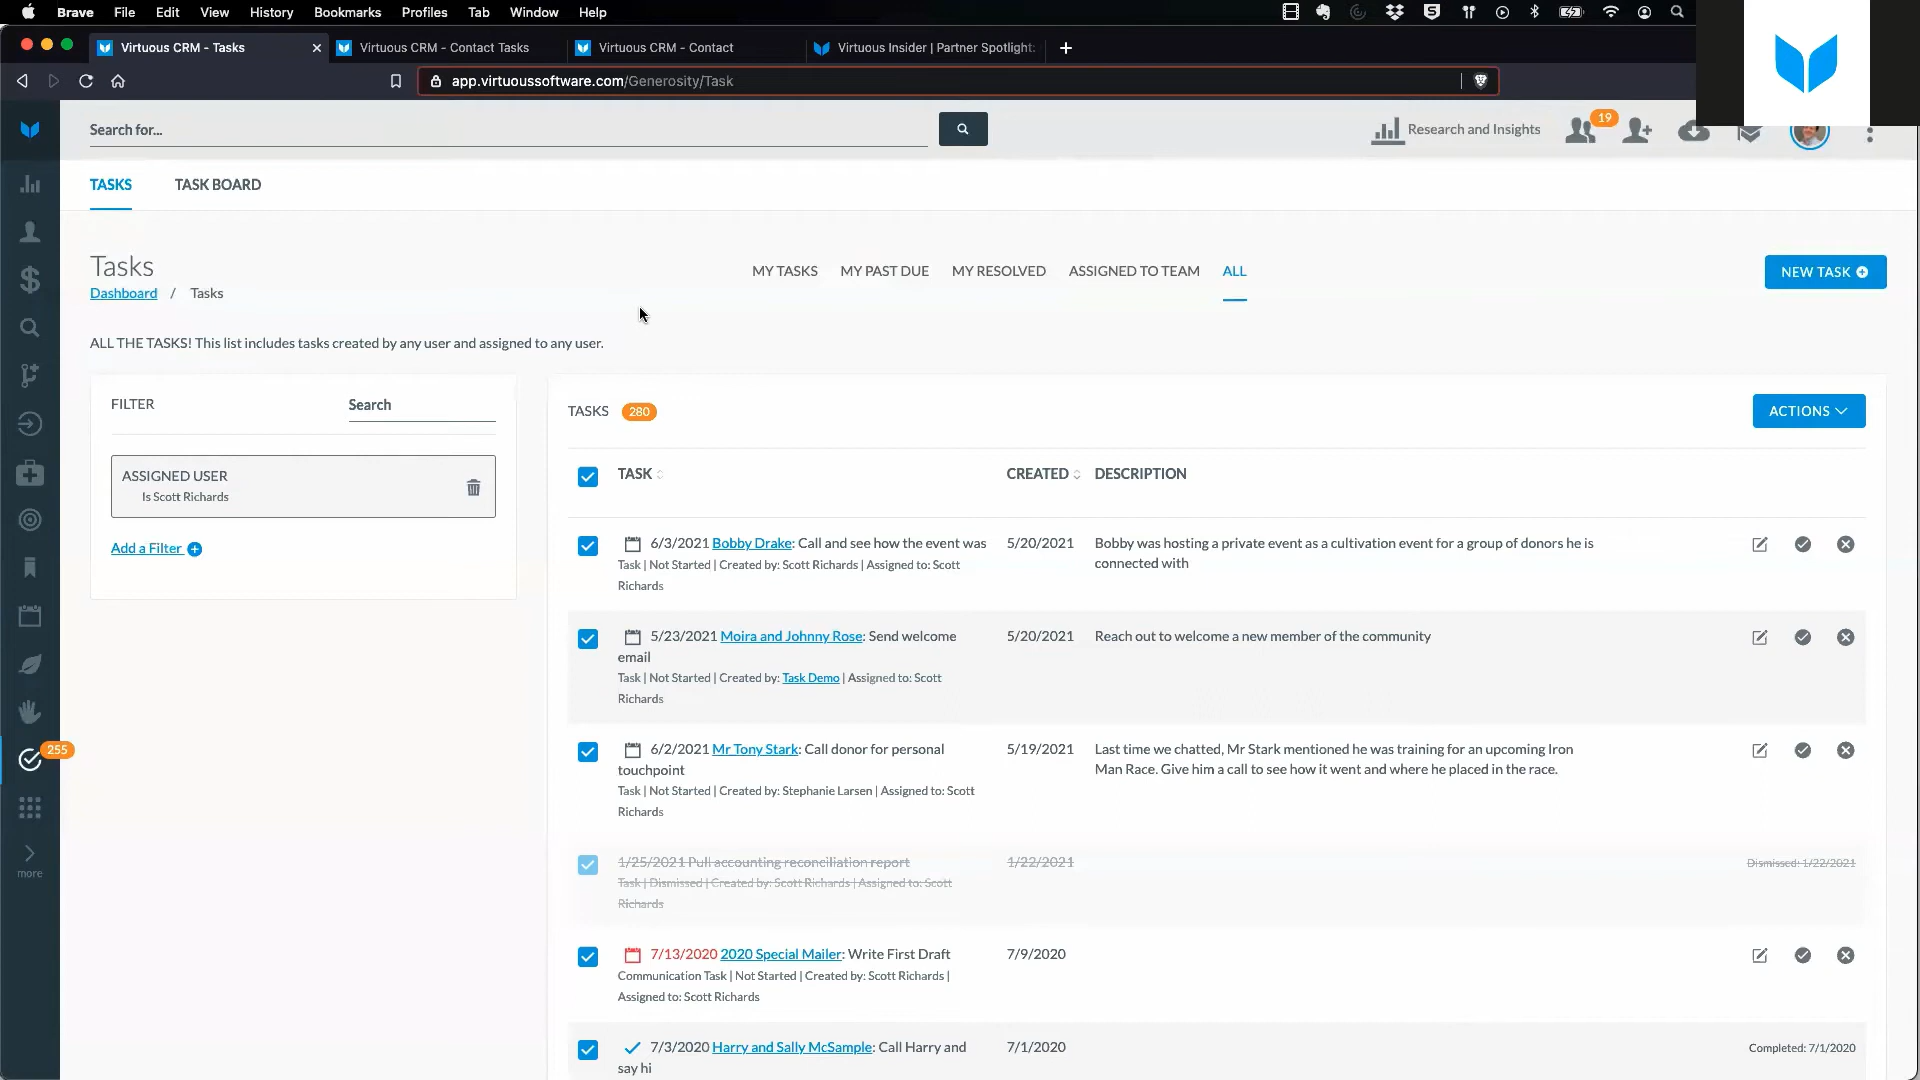 Brave File Edit View History Bookmarks Profiles Tab Window Help
Virtuous CRM - Tasks
Virtuous CRM - Contact Tasks
Virtuous CRM - Contact
Virtuous Insider | Partner Spotlight:
app.virtuoussoftware.com/Generosity/Task
Search for...
Research and Insights
19
TASKS
TASK BOARD
Tasks
Dashboard / Tasks
MY TASKS
MY PAST DUE
MY RESOLVED
ASSIGNED TO TEAM
ALL
NEW TASK
ALL THE TASKS! This list includes tasks created by any user and assigned to any user.
FILTER
Search
ASSIGNED USER
Is Scott Richards
Add a Filter
255
more
TASKS 280
ACTIONS
TASK
CREATED
DESCRIPTION
6/3/2021 Bobby Drake: Call and see how the event was
Task | Not Started | Created by: Scott Richards | Assigned to: Scott
Richards
5/20/2021
Bobby was hosting a private event as a cultivation event for a group of donors he is
connected with
5/23/2021 Moira and Johnny Rose: Send welcome
email
Task | Not Started | Created by: Task Demo | Assigned to: Scott
Richards
5/20/2021
Reach out to welcome a new member of the community
6/2/2021 Mr Tony Stark: Call donor for personal
touchpoint
Task | Not Started | Created by: Stephanie Larsen | Assigned to: Scott
Richards
5/19/2021
Last time we chatted, Mr Stark mentioned he was training for an upcoming Iron
Man Race. Give him a call to see how it went and where he placed in the race.
1/25/2021 Pull accounting reconciliation report
Task | Dismissed | Created by: Scott Richards | Assigned to: Scott
Richards
1/22/2021
Dismissed: 1/22/2021
7/13/2020 2020 Special Mailer: Write First Draft
Communication Task | Not Started | Created by: Scott Richards |
Assigned to: Scott Richards
7/9/2020
7/3/2020 Harry and Sally McSample: Call Harry and
say hi
7/1/2020
Completed: 7/1/2020